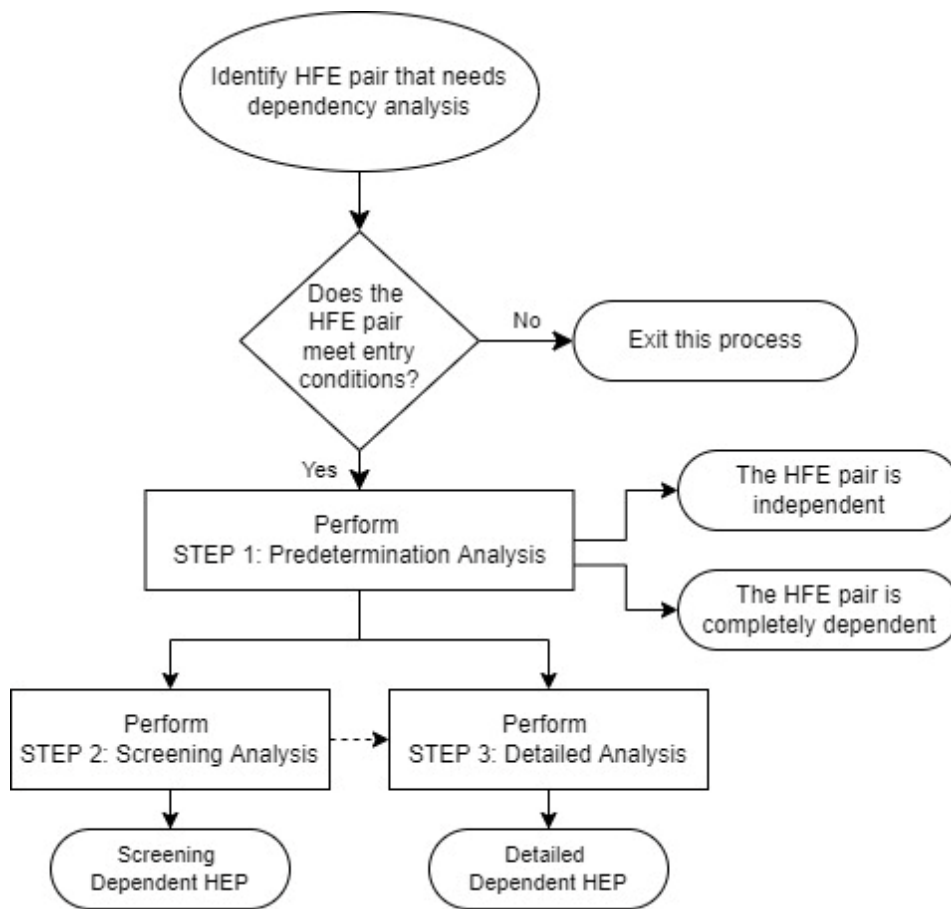 Identify HFE pair that needs
dependency analysis
Does the
HFE pair
meet entry
conditions?
No
Exit this process
Yes
The HFE pair is
independent
Perform
STEP 1: Predetermination Analysis
The HFE pair is
completely dependent
Perform
STEP 2: Screening Analysis
Perform
STEP 3: Detailed Analysis
Screening
Dependent HEP
Detailed
Dependent HEP